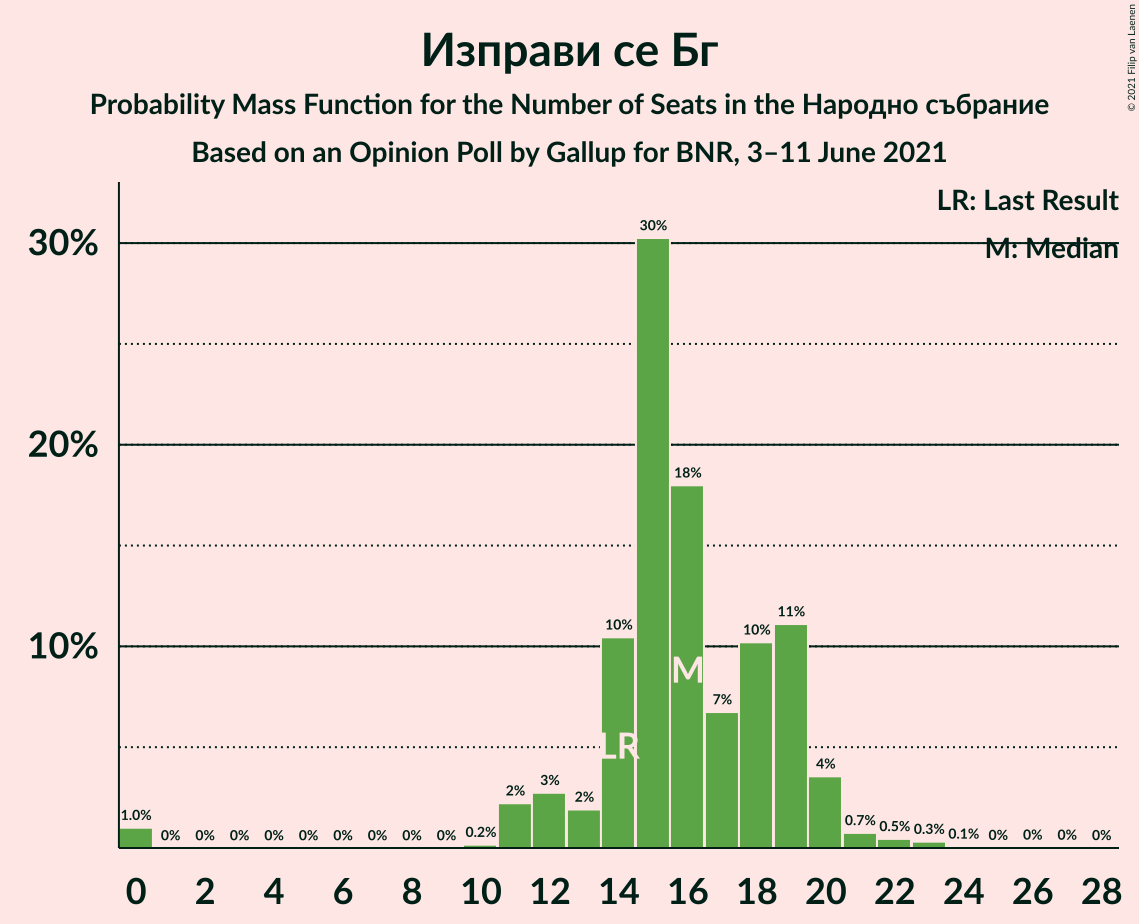 © 2021 Filip van Laenen
Изправи се Бг
Probability Mass Function for the Number of Seats in the Народно събрание
Based on an Opinion Poll by Gallup for BNR, 3–11 June 2021
LR: Last Result
M: Median
30%
20%
10%
1.0% 0% 0% 0% 0% 0% 0% 0% 0% 0% 0.2% 2% 3% 2% 10% 30% 18% 7% 10% 11% 4% 0.7% 0.5% 0.3% 0.1% 0% 0% 0% 0%
LR
M
0 2 4 6 8 10 12 14 16 18 20 22 24 26 28